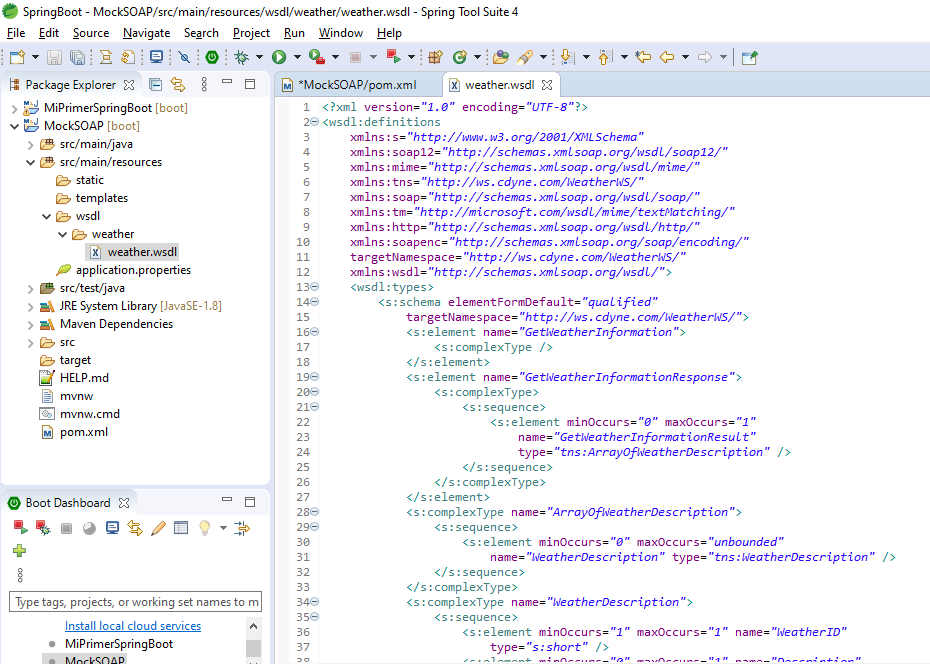 SpringBoot - MockSOAP/src/main/resources/wsdl/weather/weather.wsdl - Spring Tool Suite 4
File Edit Source Navigate Search Project Run Window Help
Package Explorer
MiPrimerSpringBoot [boot]
MockSOAP [boot]
src/main/java
src/main/resources
static
templates
wsdl
weather
weather.wsdl
application.properties
src/test/java
JRE System Library [JavaSE-1.8]
Maven Dependencies
src
target
HELP.md
mvnw
mvnw.cmd
pom.xml
Boot Dashboard
Type tags, projects, or working set names to m
Install local cloud services
MiPrimerSpringBoot
MockSOAP
*MockSOAP/pom.xml weather.wsdl
1 <?xml version="1.0" encoding="UTF-8"?>
2 <wsdl:definitions
3 xmlns:s="http://www.w3.org/2001/XMLSchema"
4 xmlns:soap12="http://schemas.xmlsoap.org/wsdl/soap12/"
5 xmlns:mime="http://schemas.xmlsoap.org/wsdl/mime/"
6 xmlns:tns="http://ws.cdyne.com/WeatherWS/"
7 xmlns:soap="http://schemas.xmlsoap.org/wsdl/soap/"
8 xmlns:tm="http://microsoft.com/wsdl/mime/textMatching/"
9 xmlns:http="http://schemas.xmlsoap.org/wsdl/http/"
10 xmlns:soapenc="http://schemas.xmlsoap.org/soap/encoding/"
11 targetNamespace="http://ws.cdyne.com/WeatherWS/"
12 xmlns:wsdl="http://schemas.xmlsoap.org/wsdl/">
13 <wsdl:types>
14 <s:schema elementFormDefault="qualified"
15 targetNamespace="http://ws.cdyne.com/WeatherWS/">
16 <s:element name="GetWeatherInformation">
17 <s:complexType />
18 </s:element>
19 <s:element name="GetWeatherInformationResponse">
20 <s:complexType>
21 <s:sequence>
22 <s:element minOccurs="0" maxOccurs="1"
23 name="GetWeatherInformationResult"
24 type="tns:ArrayOfWeatherDescription" />
25 </s:sequence>
26 </s:complexType>
27 </s:element>
28 <s:complexType name="ArrayOfWeatherDescription">
29 <s:sequence>
30 <s:element minOccurs="0" maxOccurs="unbounded"
31 name="WeatherDescription" type="tns:WeatherDescription" />
32 </s:sequence>
33 </s:complexType>
34 <s:complexType name="WeatherDescription">
35 <s:sequence>
36 <s:element minOccurs="1" maxOccurs="1" name="WeatherID"
37 type="s:short" />
38 <s:element minOccurs="0" maxOccurs="1" name="Description"